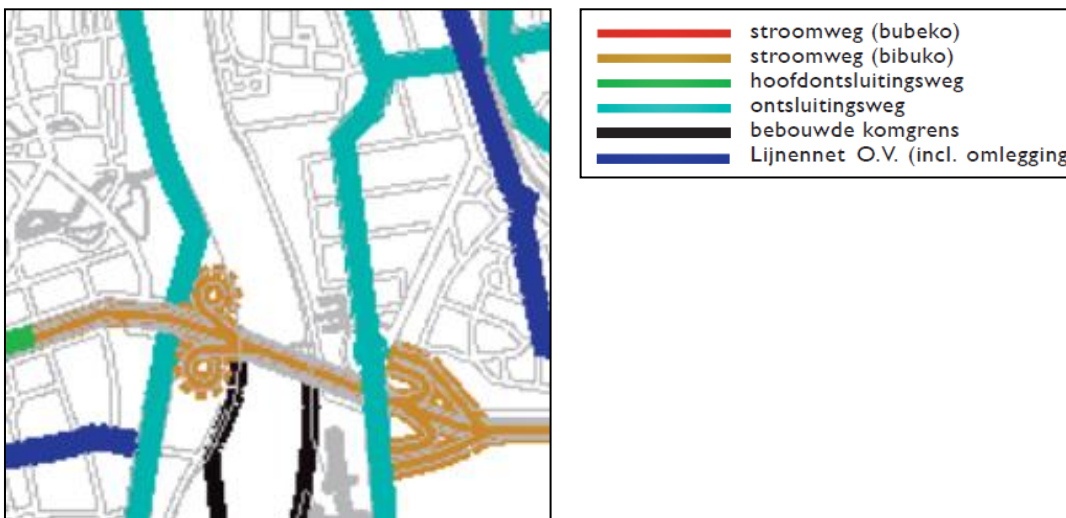 stroomweg (bubeko)
stroomweg (bibuko)
hoofdontsluitingsweg
ontsluitingsweg
bebouwde komgrens
Lijnennet O.V. (incl. omlegging